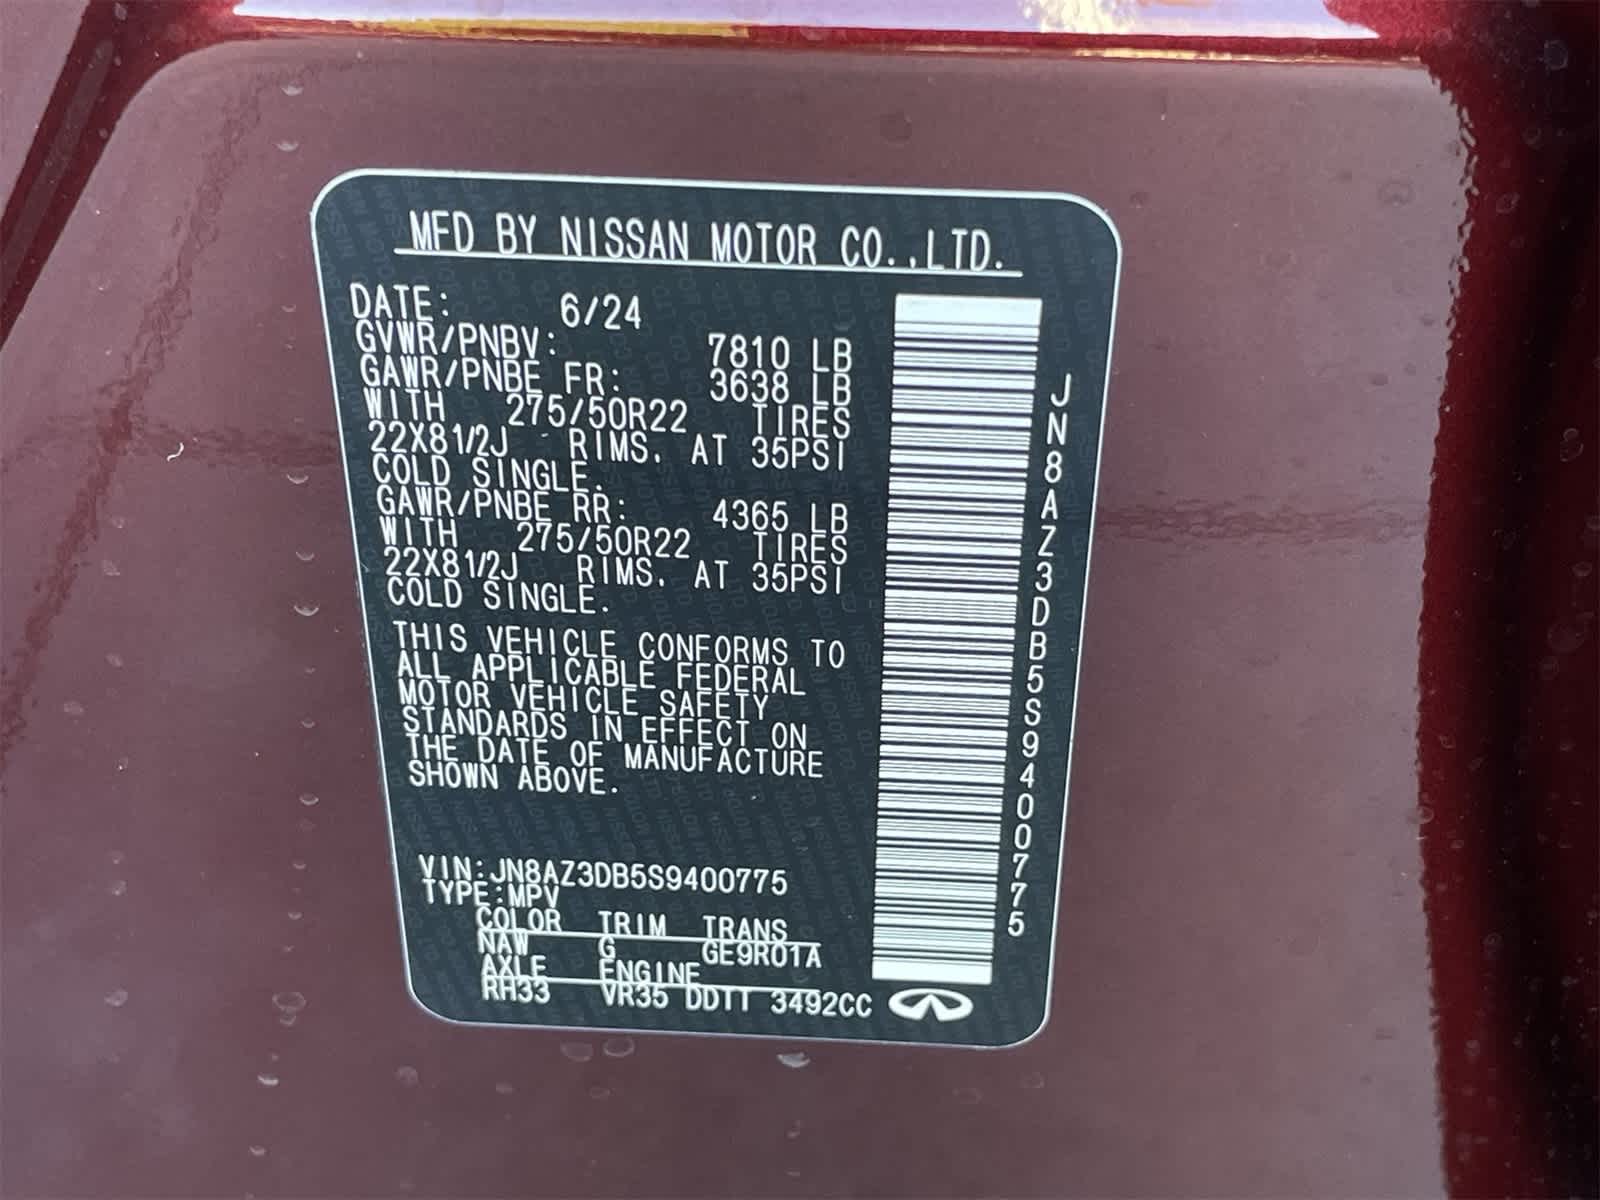 MFD BY NISSAN MOTOR CO.,LTD.
DATE: 6/24
GVWR/PNBV: 7810 LB
GAWR/PNBE FR: 3638 LB
WITH 275/50R22 TIRES
22X81/2J RIMS. AT 35PSI
COLD SINGLE.
GAWR/PNBE RR: 4365 LB
WITH 275/50R22 TIRES
22X81/2J RIMS. AT 35PSI
COLD SINGLE.
THIS VEHICLE CONFORMS TO
ALL APPLICABLE FEDERAL
MOTOR VEHICLE SAFETY
STANDARDS IN EFFECT ON
THE DATE OF MANUFACTURE
SHOWN ABOVE.
VIN:JN8AZ3DB5S9400775
TYPE:MPV
COLOR TRIM TRANS
NAW G GE9R01A
AXLE ENGINE
RH33 VR35 DDTT 3492CC
JN8AZ3DB5S9400775